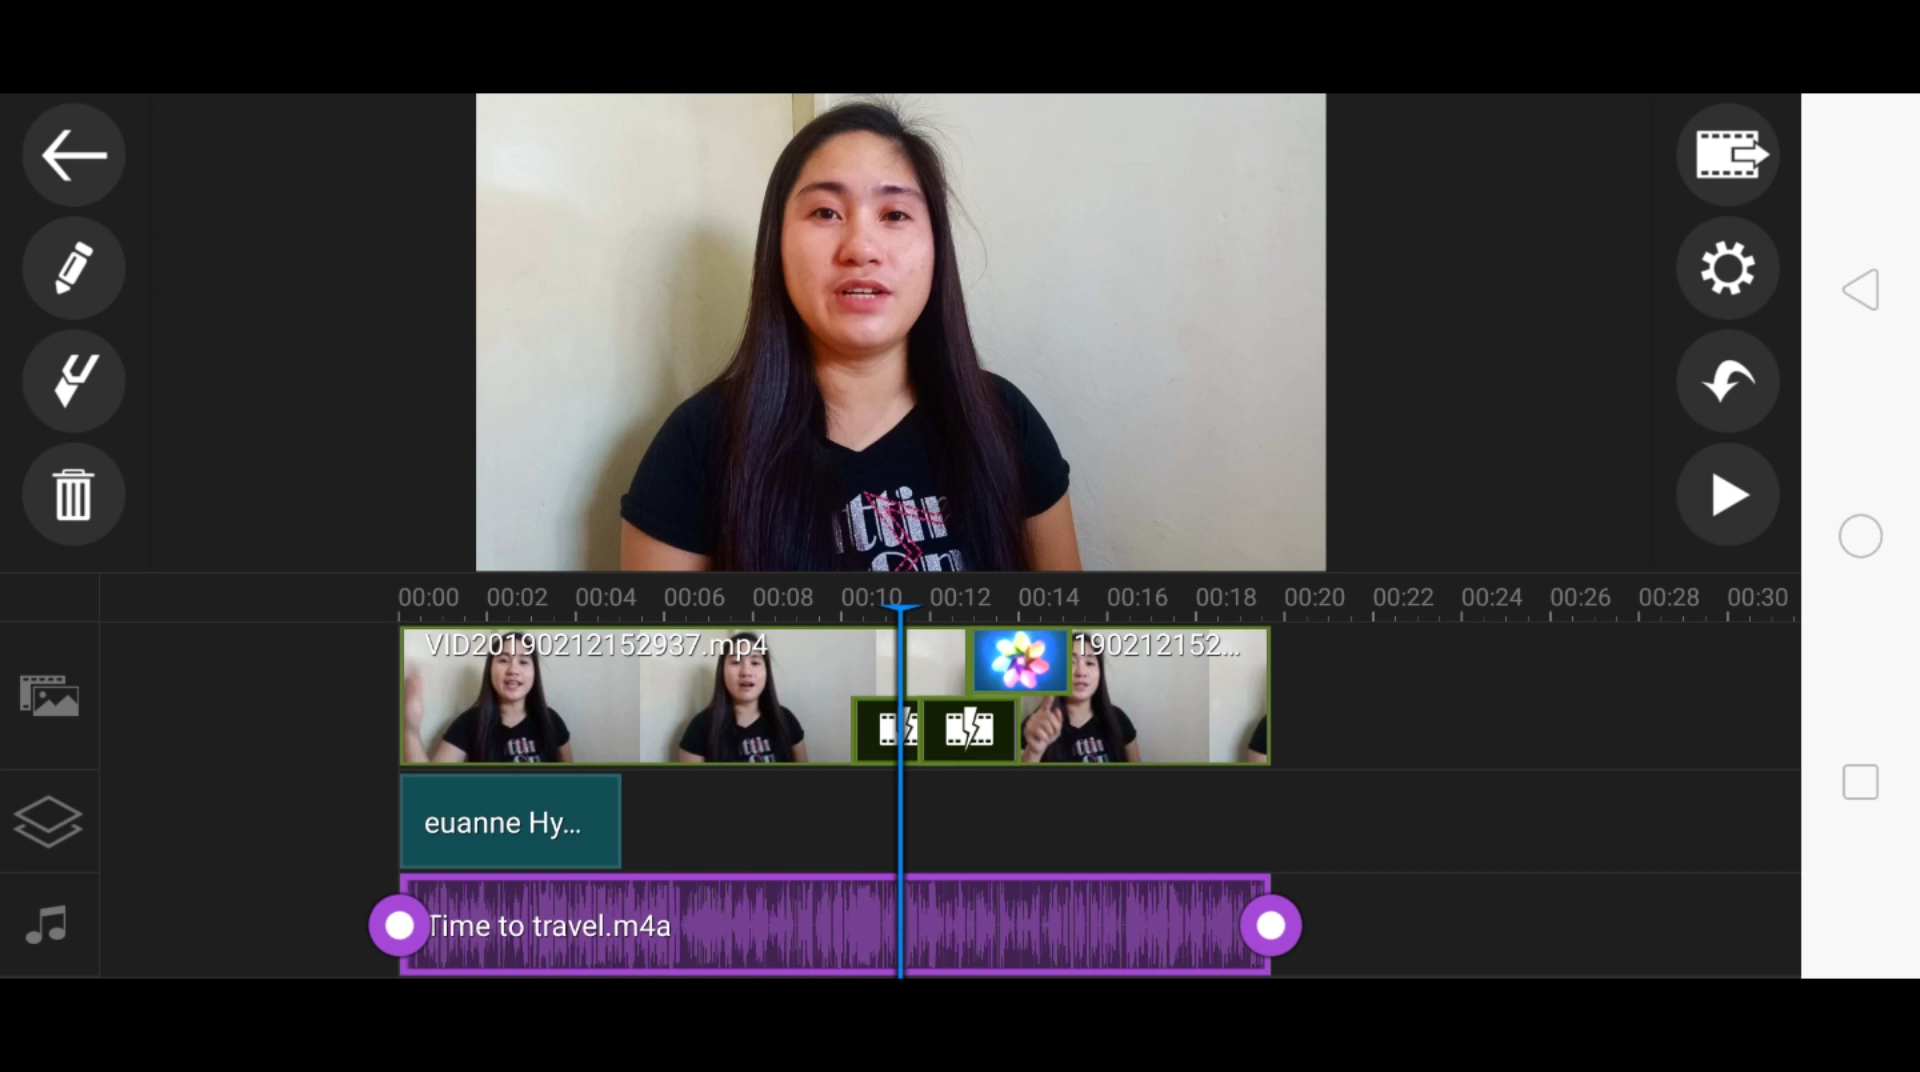 ttin
00:00 00:02 00:04 00:06 00:08 00:10 00:12 00:14 00:16 00:18 00:20 00:22 00:24 00:26 00:28 00:30
VID20190212152937.mp4
190212152...
euanne Hy...
Time to travel.m4a